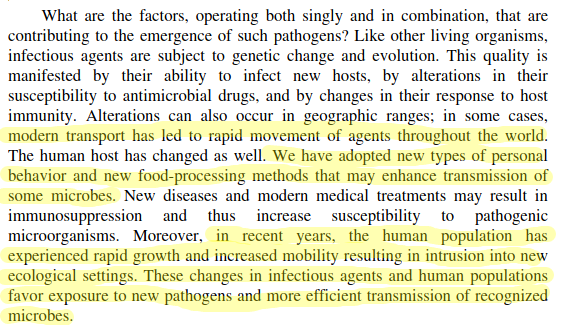 What are the factors, operating both singly and in combination, that are
contributing to the emergence of such pathogens? Like other living organisms,
infectious agents are subject to genetic change and evolution. This quality is
manifested by their ability to infect new hosts, by alterations in their
susceptibility to antimicrobial drugs, and by changes in their response to host
immunity. Alterations can also occur in geographic ranges; in some cases,
modern transport has led to rapid movement of agents throughout the world.
The human host has changed as well. We have adopted new types of personal
behavior and new food-processing methods that may enhance transmission of
some microbes. New diseases and modern medical treatments may result in
immunosuppression and thus increase susceptibility to pathogenic
microorganisms. Moreover, in recent years, the human population has
experienced rapid growth and increased mobility resulting in intrusion into new
ecological settings. These changes in infectious agents and human populations
favor exposure to new pathogens and more efficient transmission of recognized
microbes.